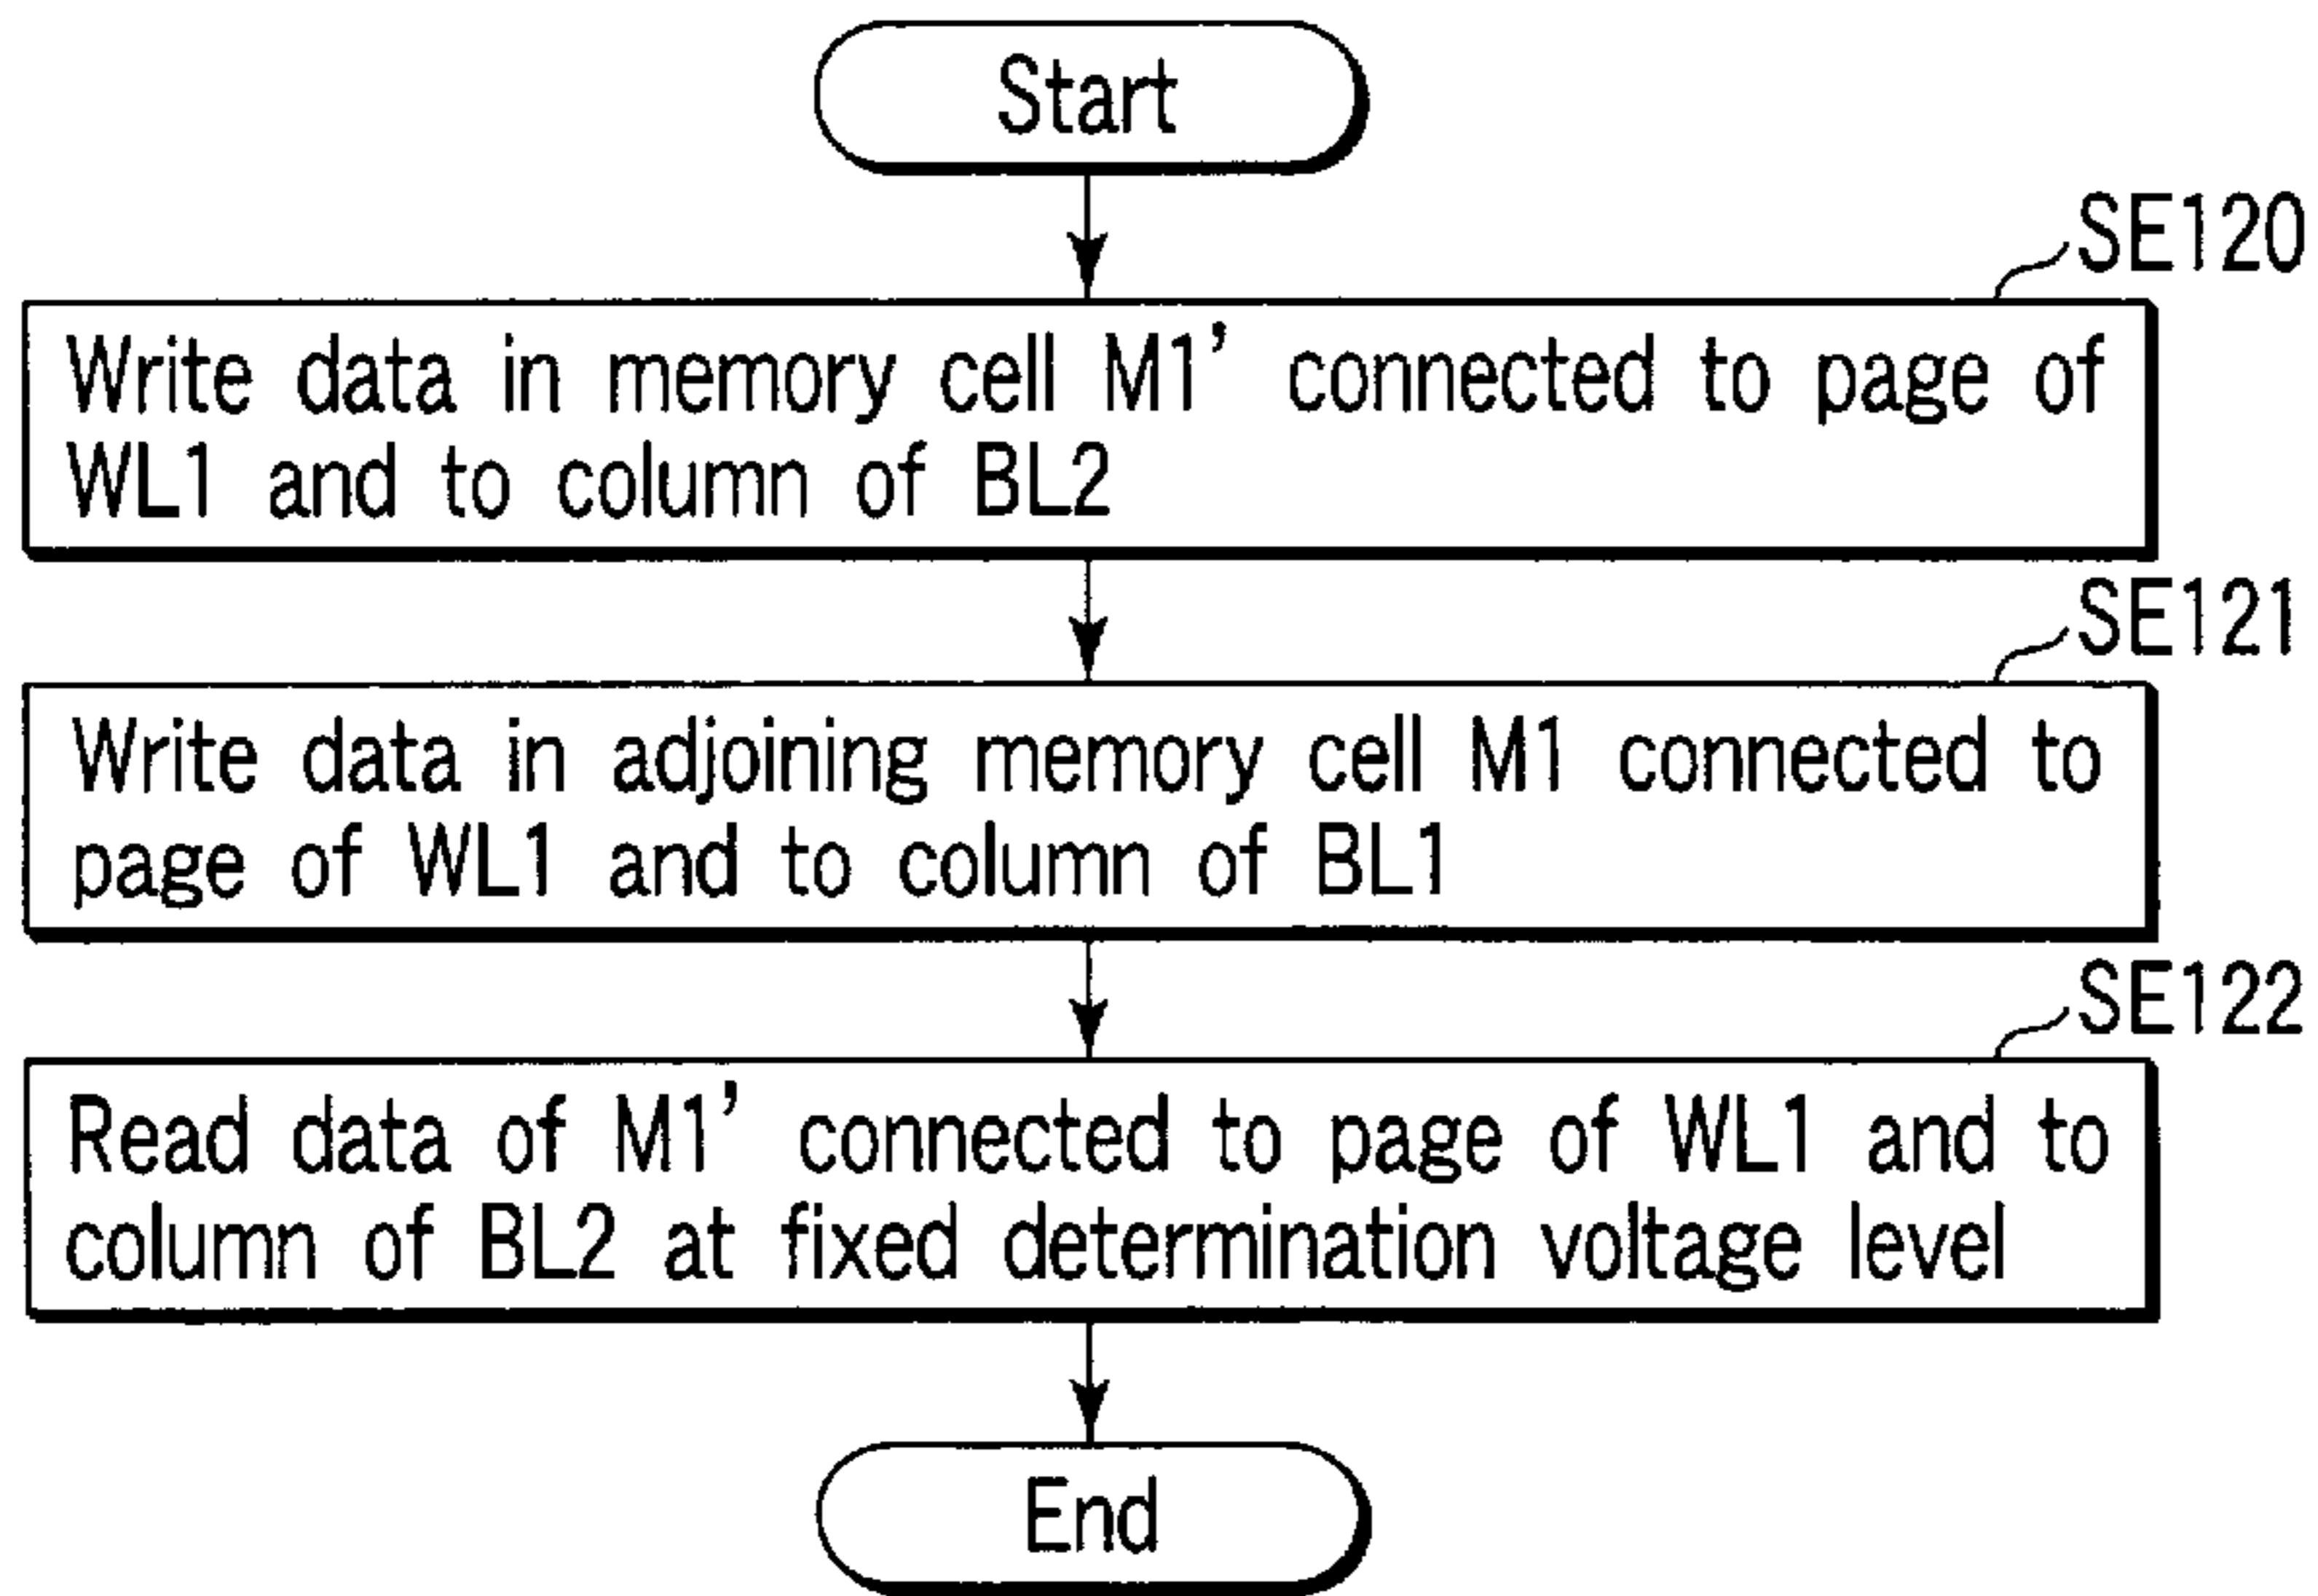 Start
SE120
Write data in memory cell M1’ connected to page of
WL1 and to column of BL2
SE121
Write data in adjoining memory cell M1 connected to
page of WL1 and to column of BL1
SE122
Read data of M1’ connected to page of WL1 and to
column of BL2 at fixed determination voltage level
End